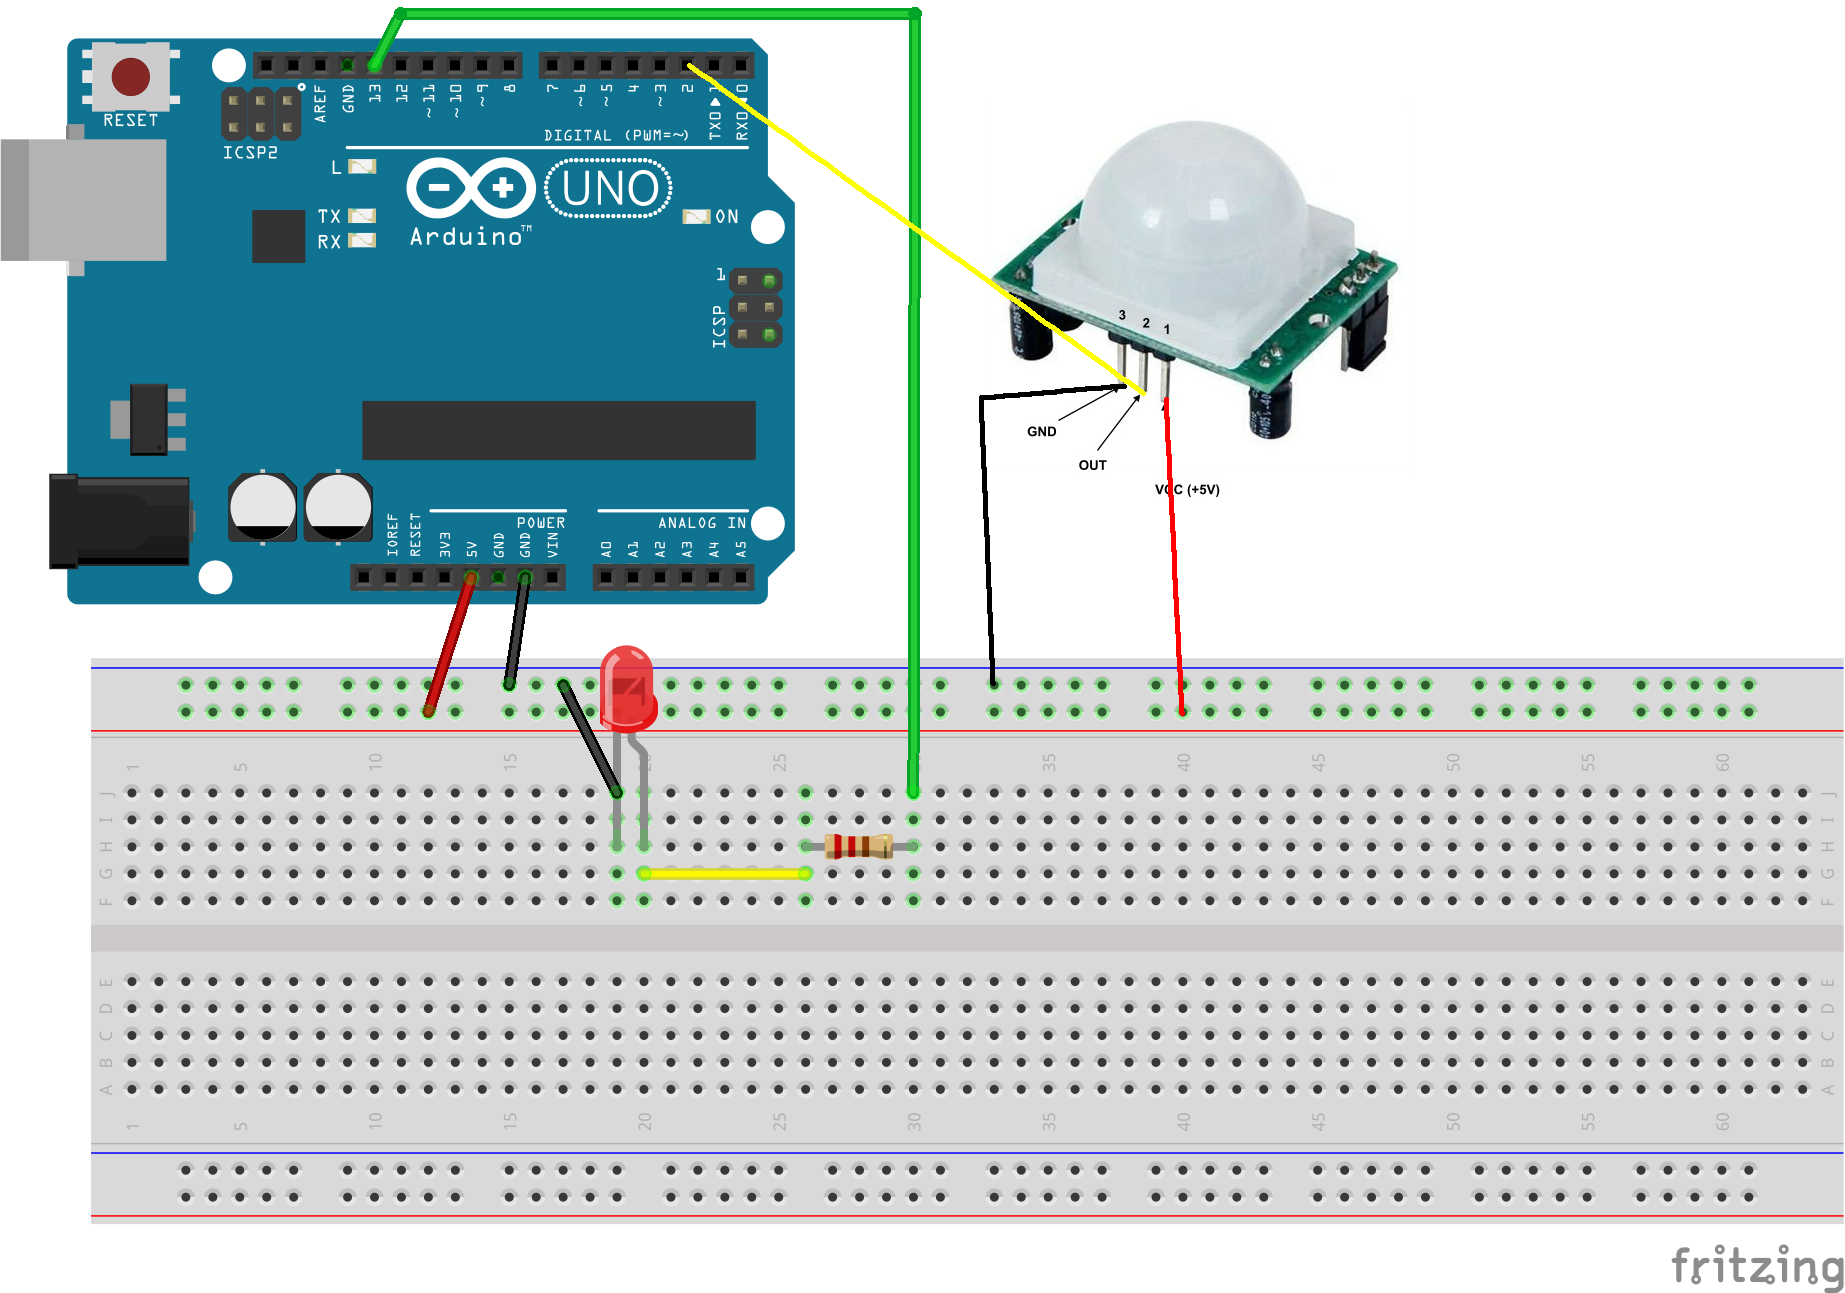 RESET
ICSP2
AREF
GND
13
12
~11
~10
~9
8
7
~6
~5
4
~3
2
TXO 1
RXO 0
DIGITAL (PWM=~)
L
TX
RX
UNO
Arduino™
ON
1
ICSP
IOREF
RESET
3V3
5V
GND
GND
VIN
POWER
ANALOG IN
A0
A1
A2
A3
A4
A5
3 2 1
GND
OUT
VCC (+5V)
1 5 10 15 20 25 30 35 40 45 50 55 60
J J
I I
H H
G G
F F
E E
D D
C C
B B
A A
1 5 10 15 20 25 30 35 40 45 50 55 60
fritzing